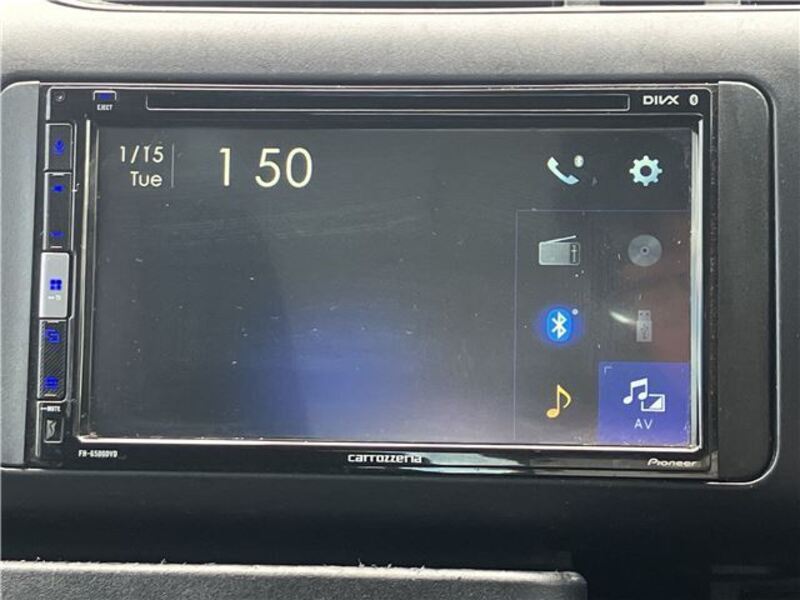 EJECT
DIVX
1/15
Tue
1 50
AV
MUTE
FH-6500DVD
carrozzeria
Pioneer